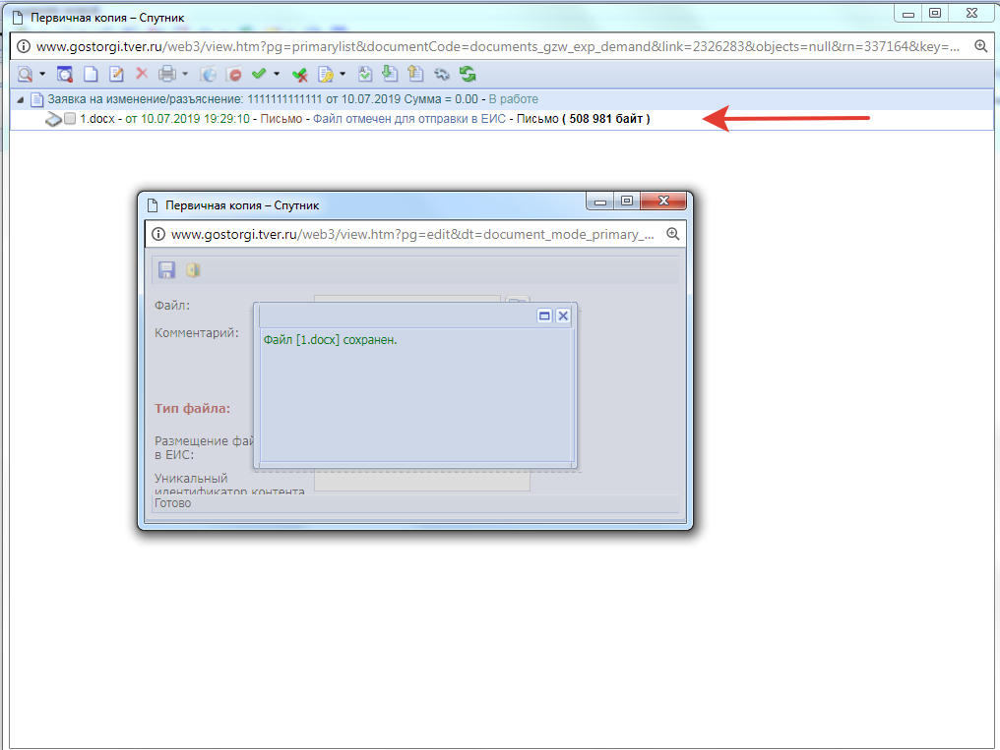 Первичная копия – Спутник
www.gostorgi.tver.ru/web3/view.htm?pg=primarylist&documentCode=documents_gzw_exp_demand&link=2326283&objects=null&rn=337164&key=...
Заявка на изменение/разъяснение: 1111111111111 от 10.07.2019 Сумма = 0.00 - В работе
1.docx - от 10.07.2019 19:29:10 - Письмо - Файл отмечен для отправки в ЕИС - Письмо ( 508 981 байт )
Первичная копия – Спутник
www.gostorgi.tver.ru/web3/view.htm?pg=edit&dt=document_mode_primary_...
Файл:
Комментарий:
Файл [1.docx] сохранен.
Тип файла:
Размещение фай
в ЕИС:
Уникальный
идентификатор контента
Готово